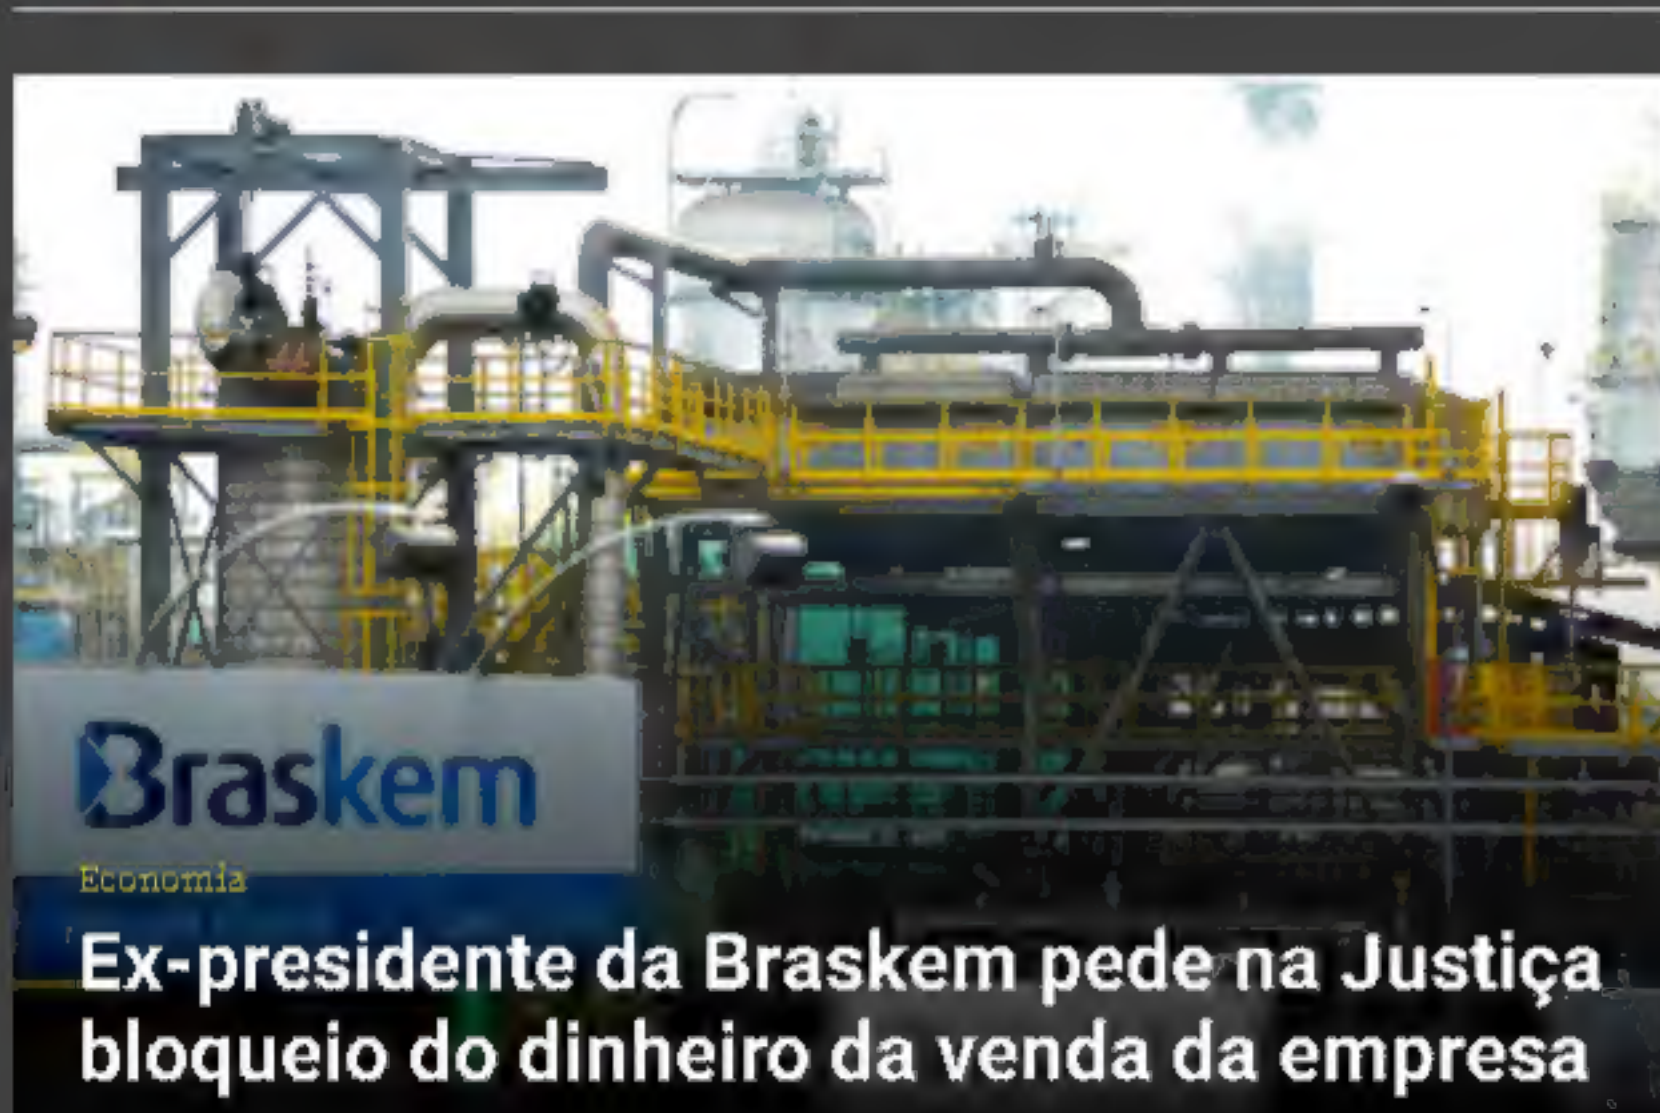 Braskem
Economia
Ex-presidente da Braskem pede na Justiça
bloqueio do dinheiro da venda da empresa